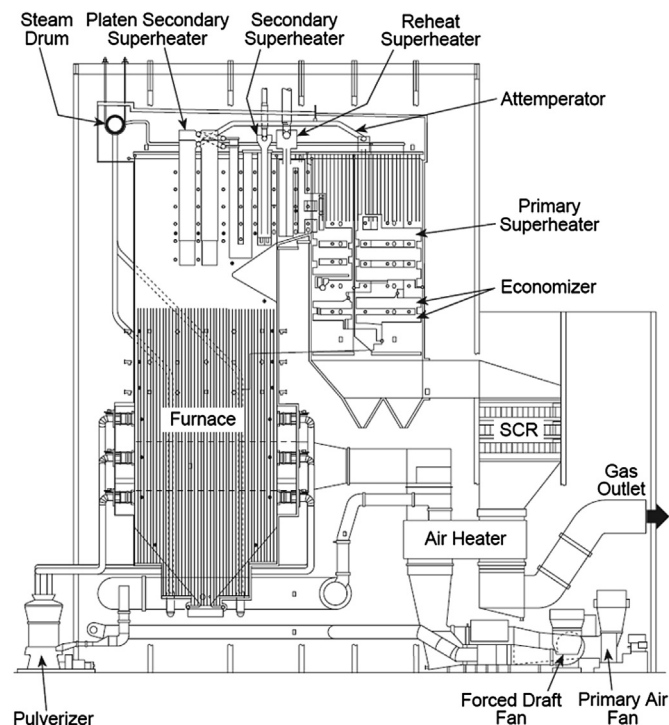 Steam
Drum
Platen Secondary
Superheater
Secondary
Superheater
Reheat
Superheater
Attemperator
Primary
Superheater
Economizer
Furnace
SCR
Gas
Outlet
Air Heater
Pulverizer
Forced Draft
Fan
Primary Air
Fan